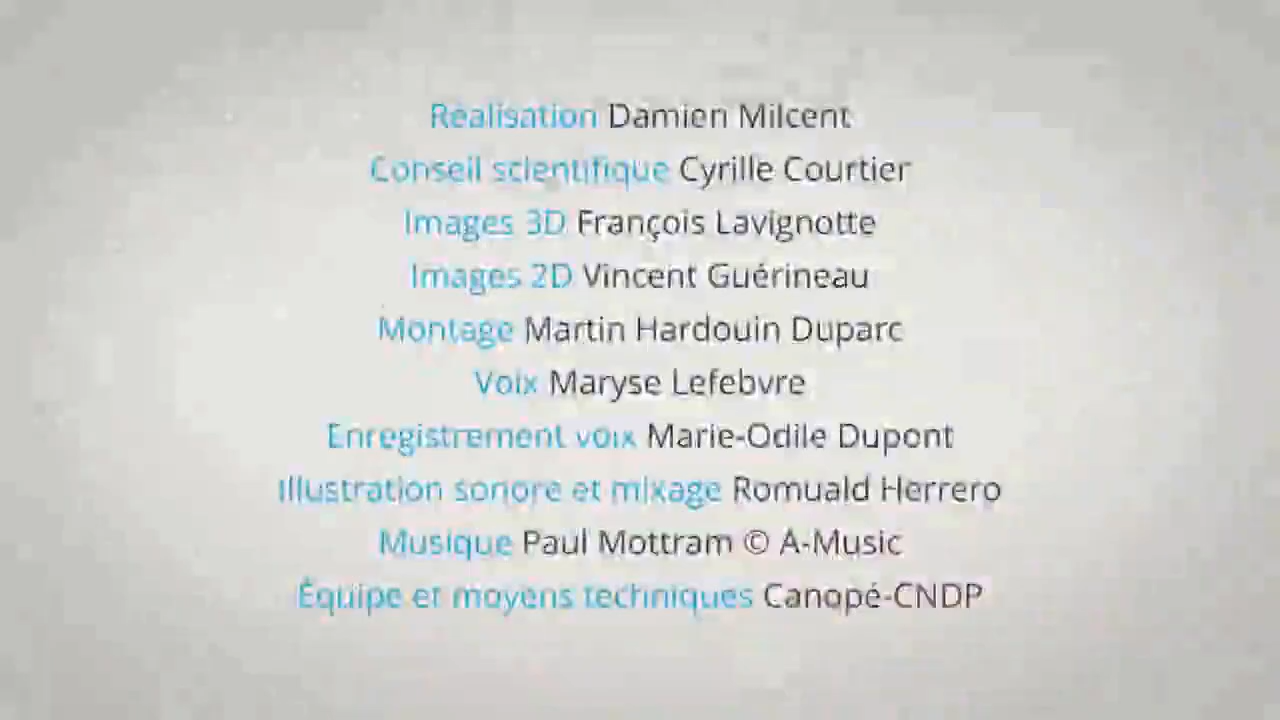 Réalisation Damien Milcent
Conseil scientifique Cyrille Courtier
Images 3D François Lavignotte
Images 2D Vincent Guérineau
Montage Martin Hardouin Duparc
Voix Maryse Lefebvre
Enregistrement voix Marie-Odile Dupont
Illustration sonore et mixage Romuald Herrero
Musique Paul Mottram © A-Music
Équipe et moyens techniques Canopé-CNDP